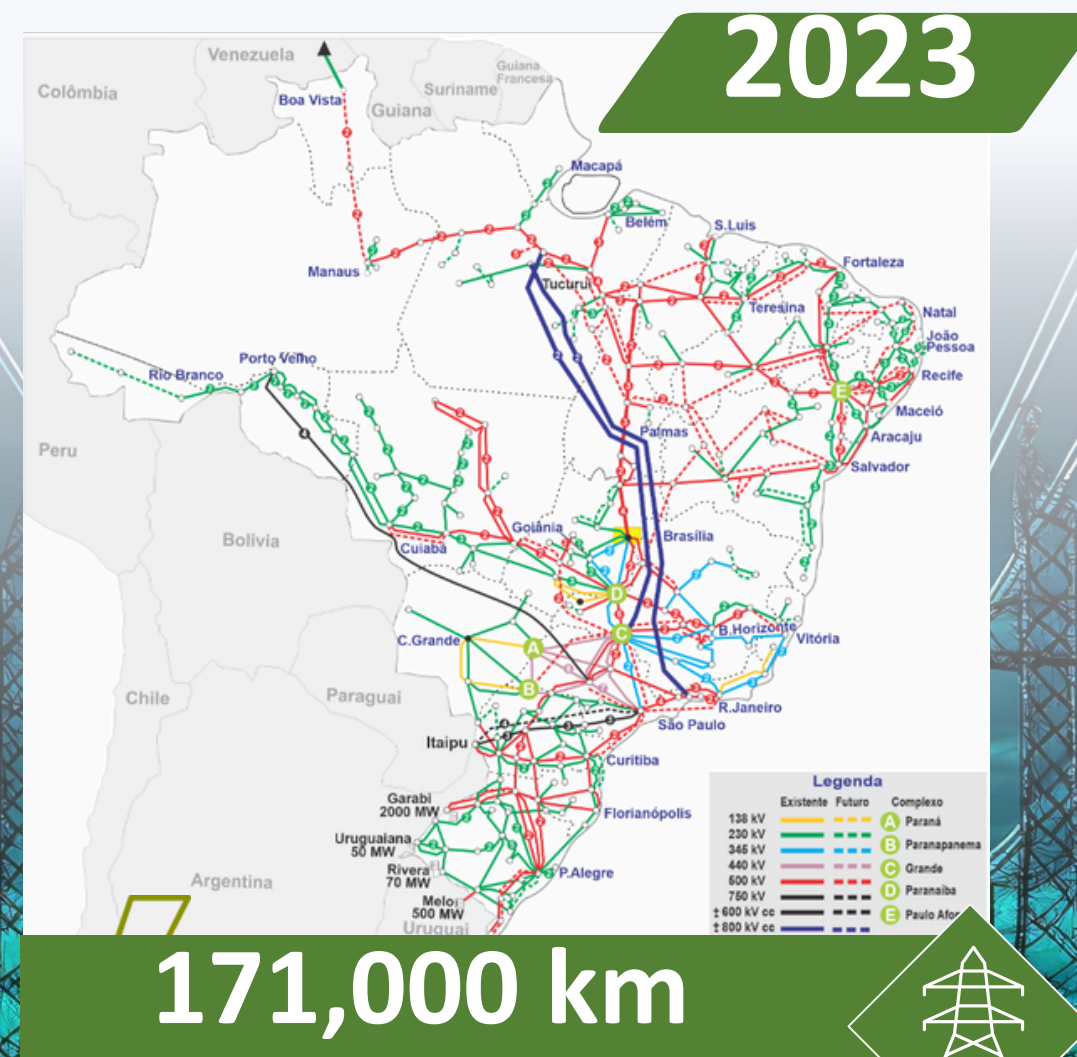 2023
Venezuela
Guiana
Francesa
Suriname
Colômbia
Boa Vista
Guiana
Macapá
Belém
S.Luis
Fortaleza
Manaus
Tucuruí
Teresina
Natal
João
Pessoa
Porto Velho
Rio Branco
Recife
Maceió
Palmas
Aracaju
Peru
Salvador
Goiânia
Brasília
Bolivia
Cuiabá
D
E
C.Grande
A
C
B.Horizonte
Vitória
B
Chile
Paraguai
R.Janeiro
São Paulo
Itaipu
Curitiba
Garabi
2000 MW
Florianópolis
Uruguaiana
50 MW
Rivera
70 MW
P.Alegre
Argentina
Melo
500 MW
Uruguai
Legenda
Existente Futuro Complexo
138 kV A Paraná
230 kV
345 kV B Paranapanema
440 kV C Grande
500 kV D Paranaíba
750 kV
±600 kV cc E Paulo Afo
±800 kV cc
171,000 km